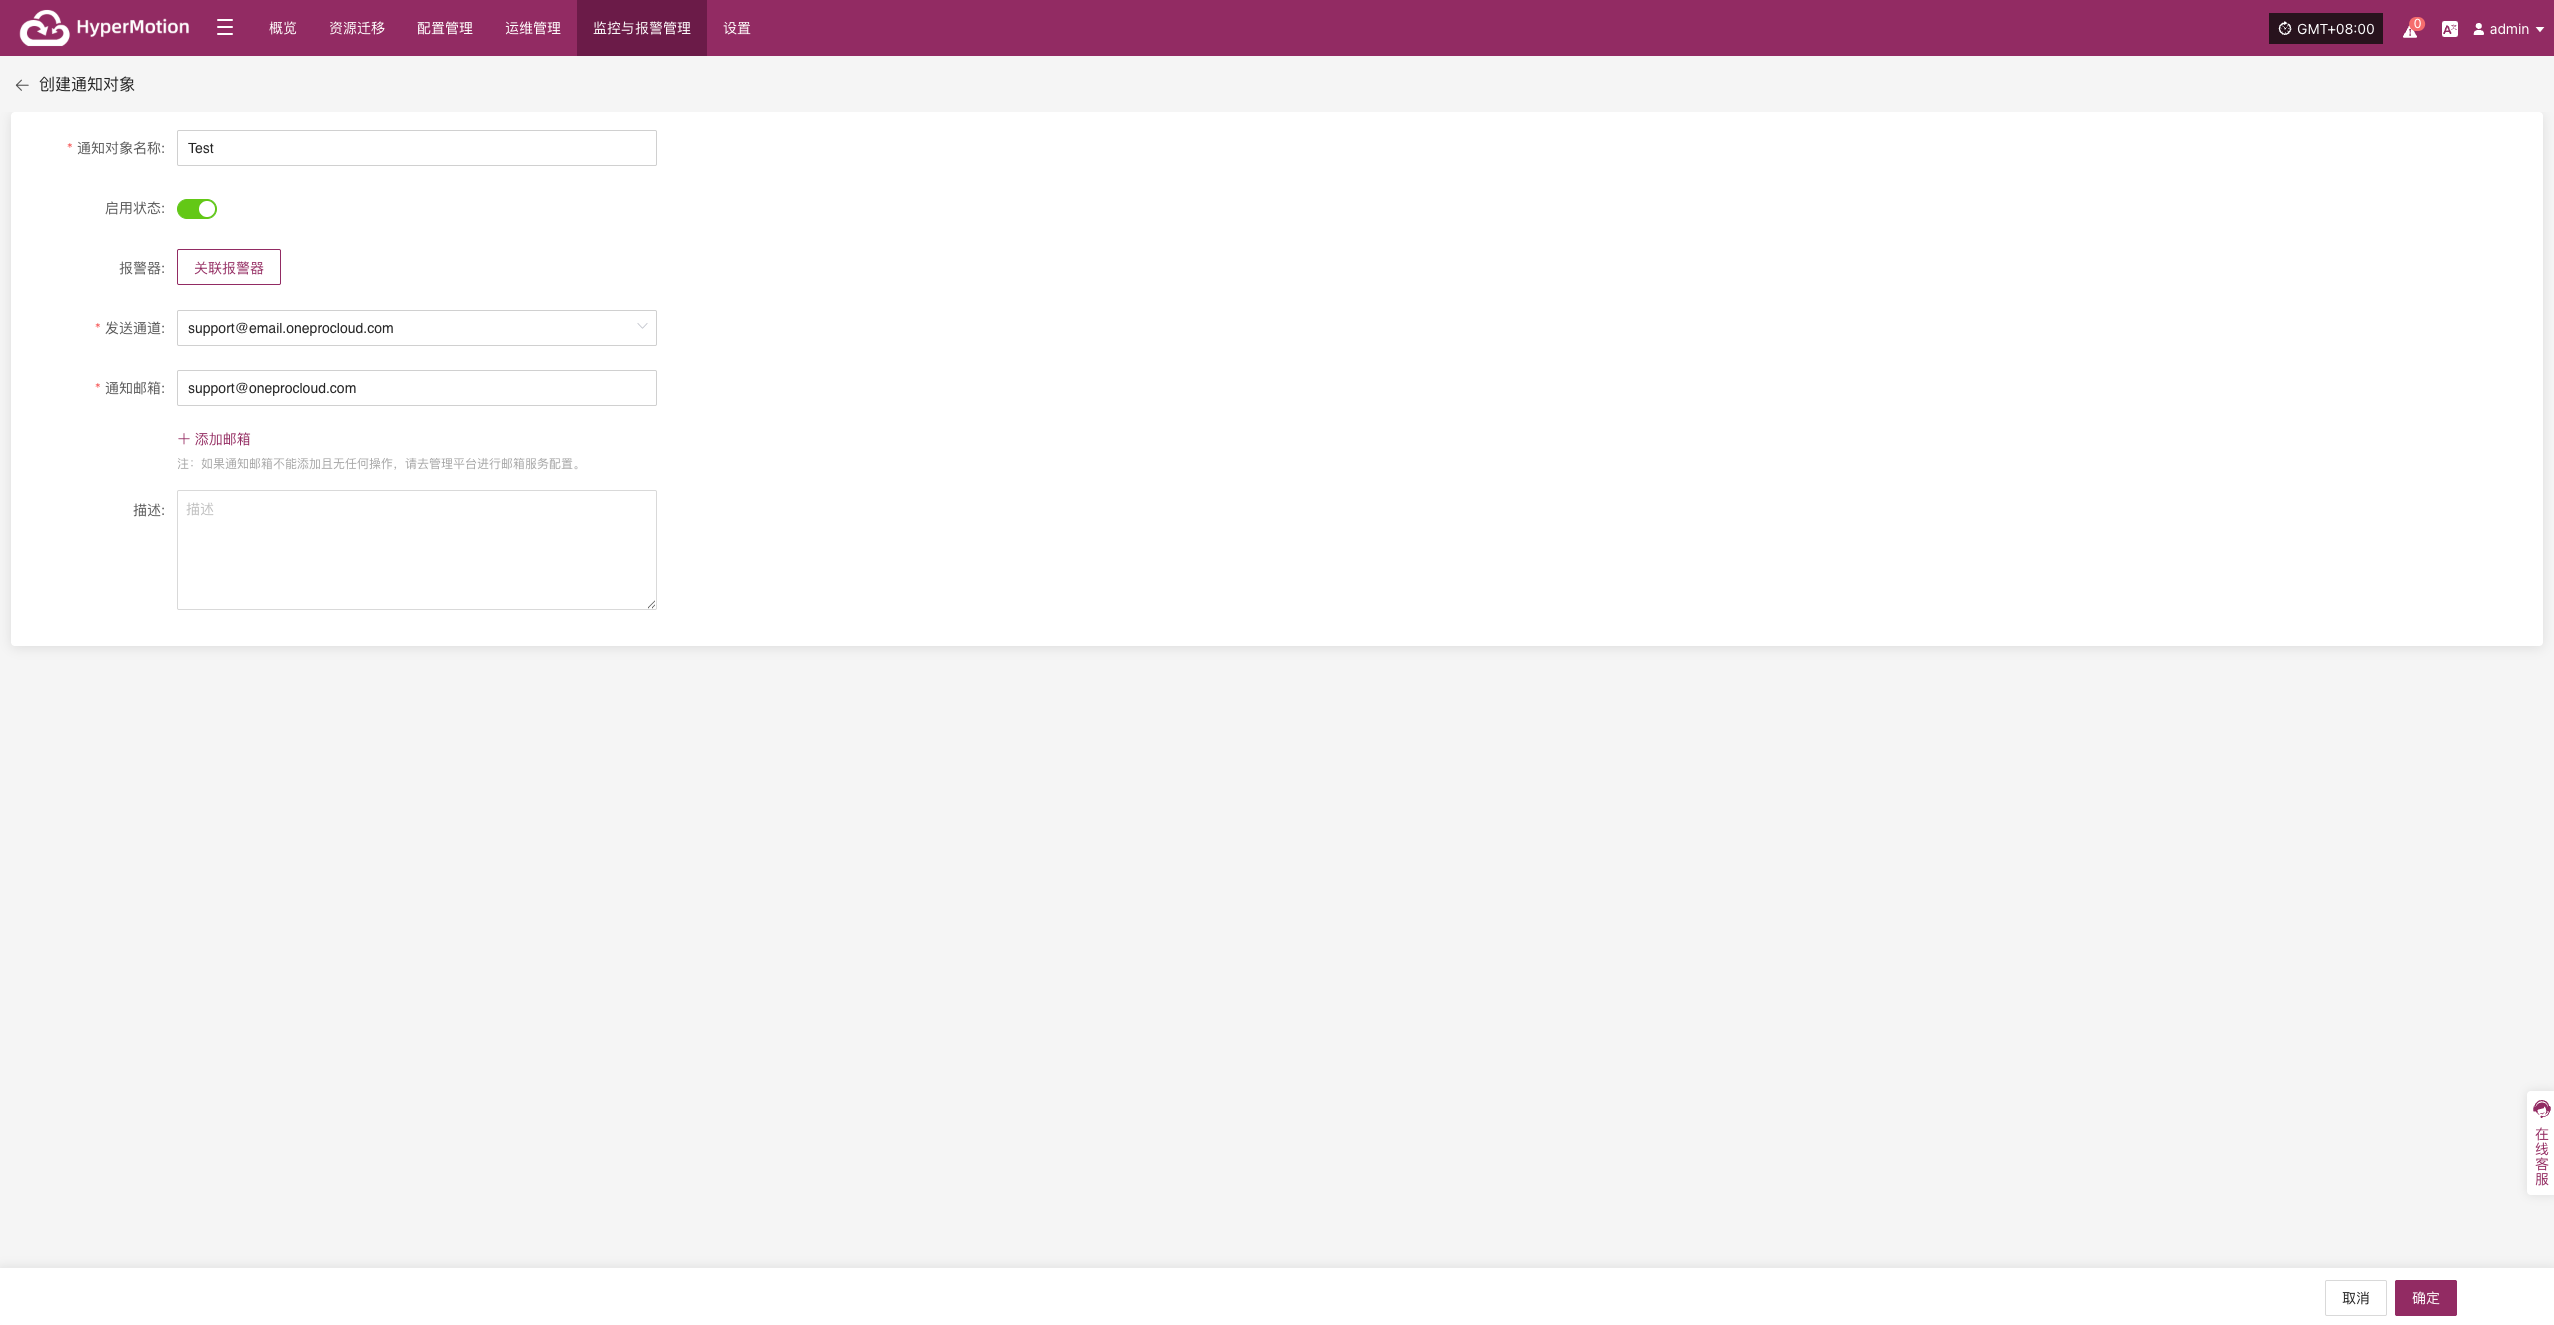 HyperMotion 概览 资源迁移 配置管理 运维管理 监控与报警管理 设置 GMT+08:00 0 admin
创建通知对象
* 通知对象名称: Test
启用状态:
报警器: 关联报警器
* 发送通道: support@email.oneprocloud.com
* 通知邮箱: support@oneprocloud.com
添加邮箱
注：如果通知邮箱不能添加且无任何操作，请去管理平台进行邮箱服务配置。
描述: 描述
在线客服
取消 确定